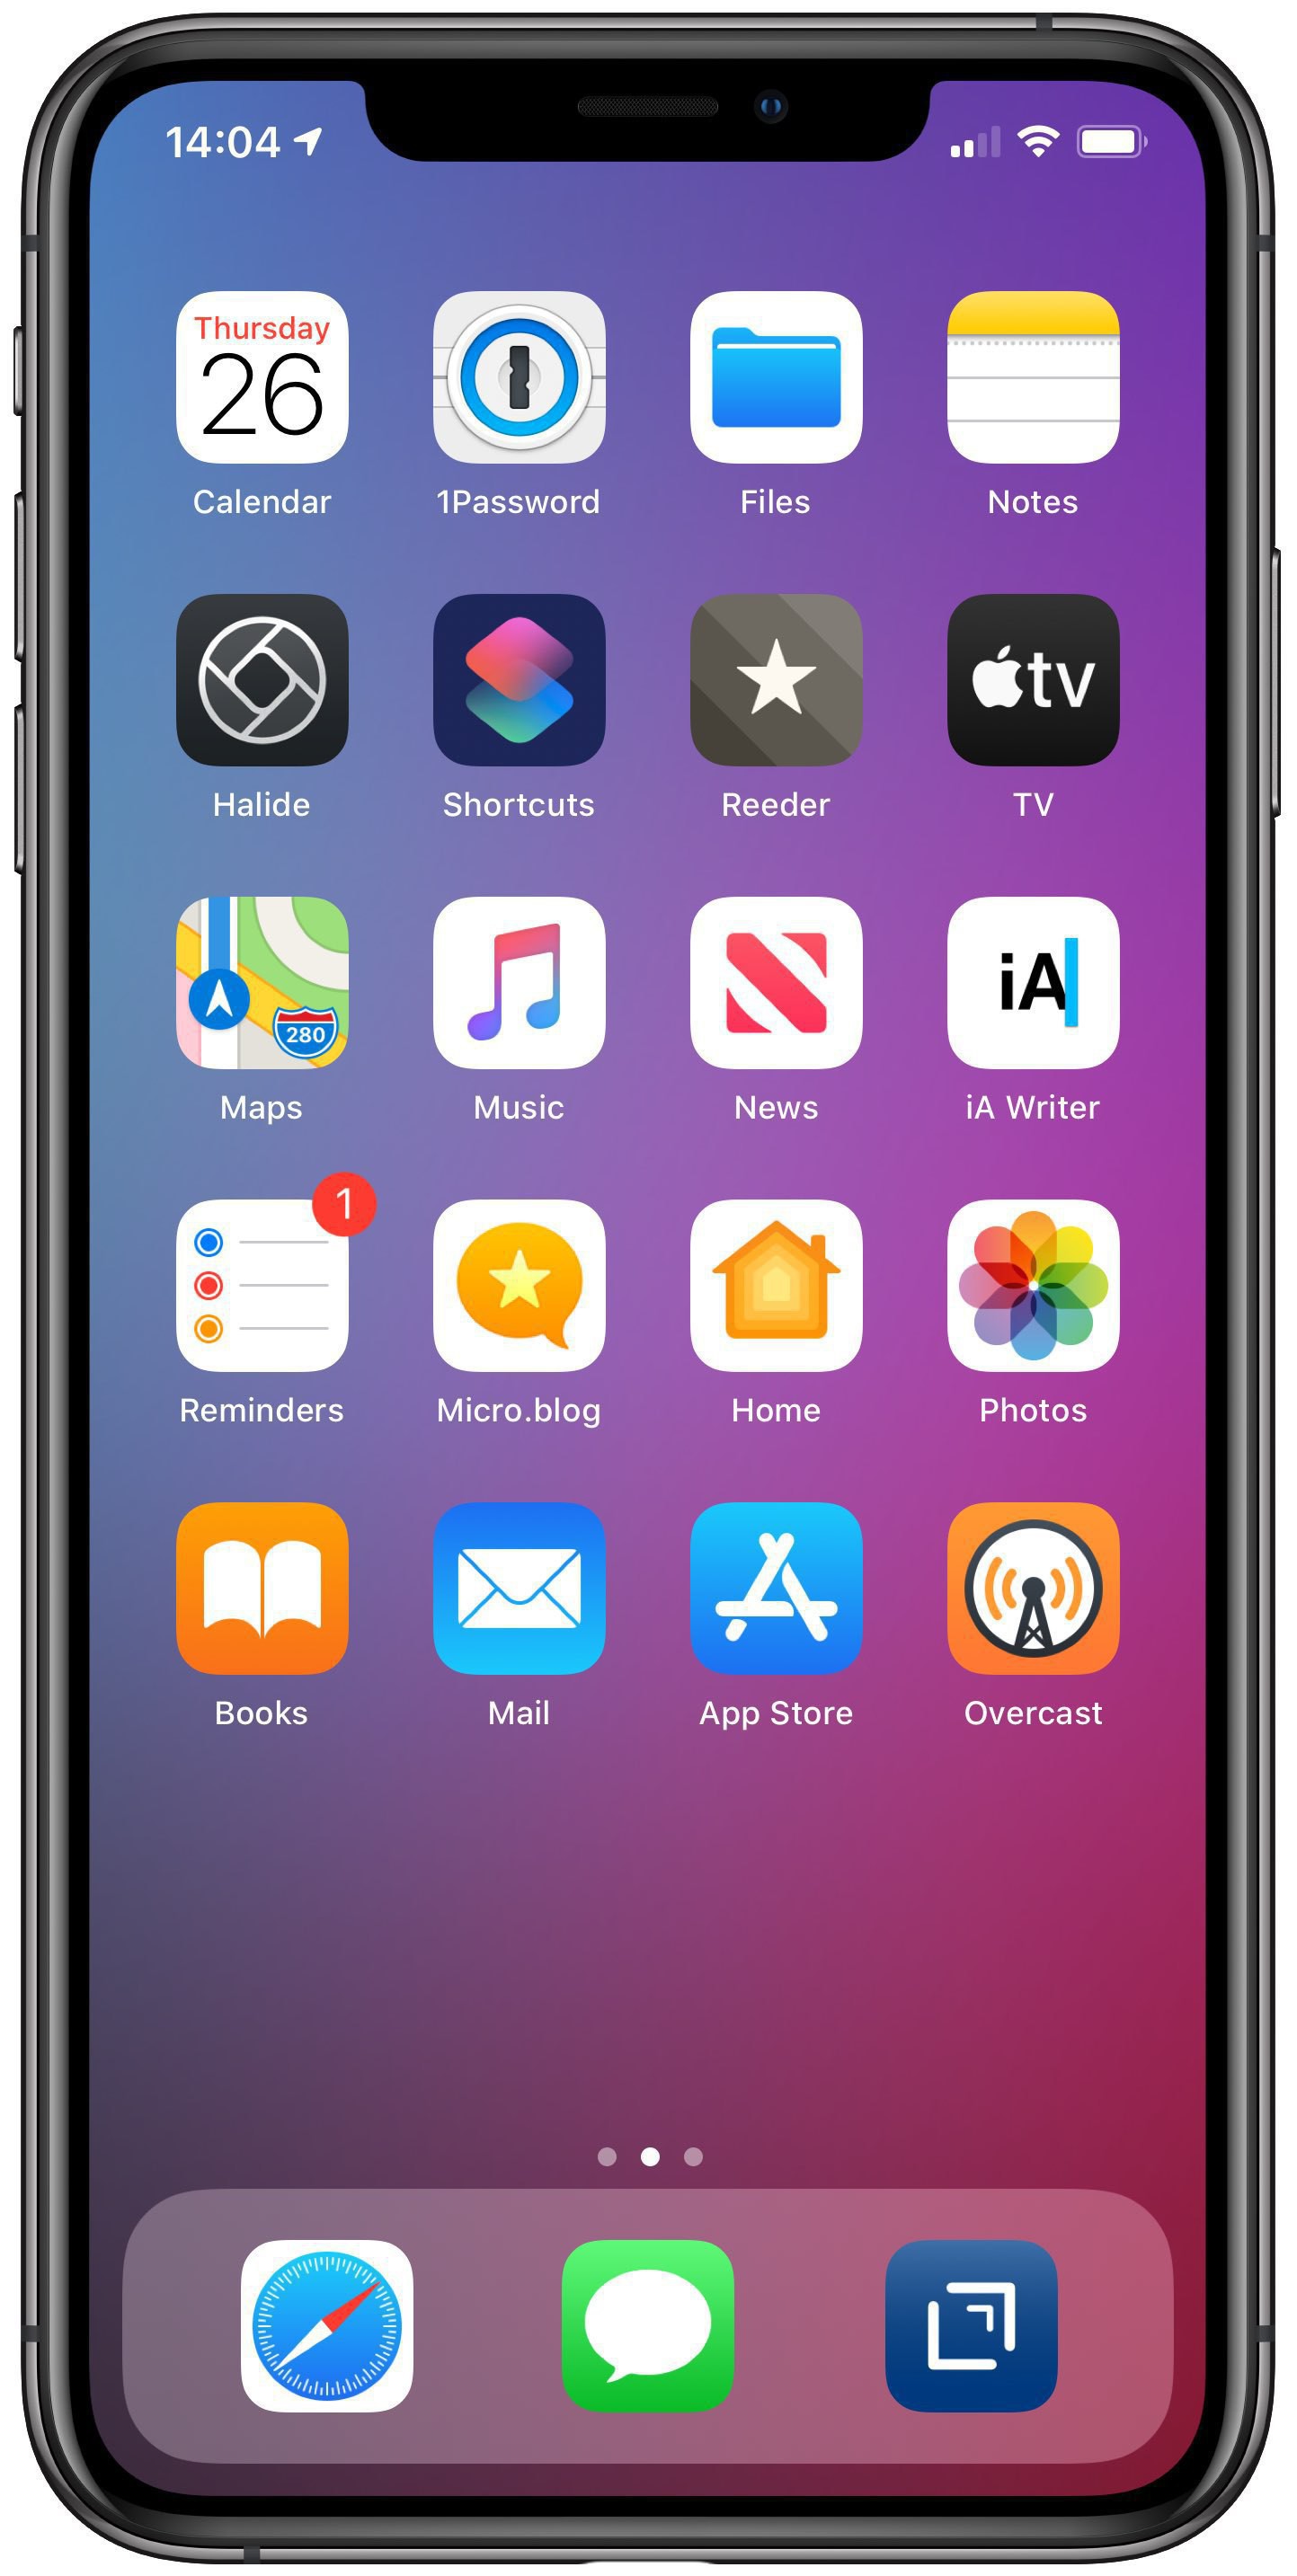 14:04
Thursday
26
Calendar
1Password
Files
Notes
Halide
Shortcuts
Reeder
tv
TV
280
Maps
Music
News
iA
iA Writer
1
Reminders
Micro.blog
Home
Photos
Books
Mail
App Store
Overcast